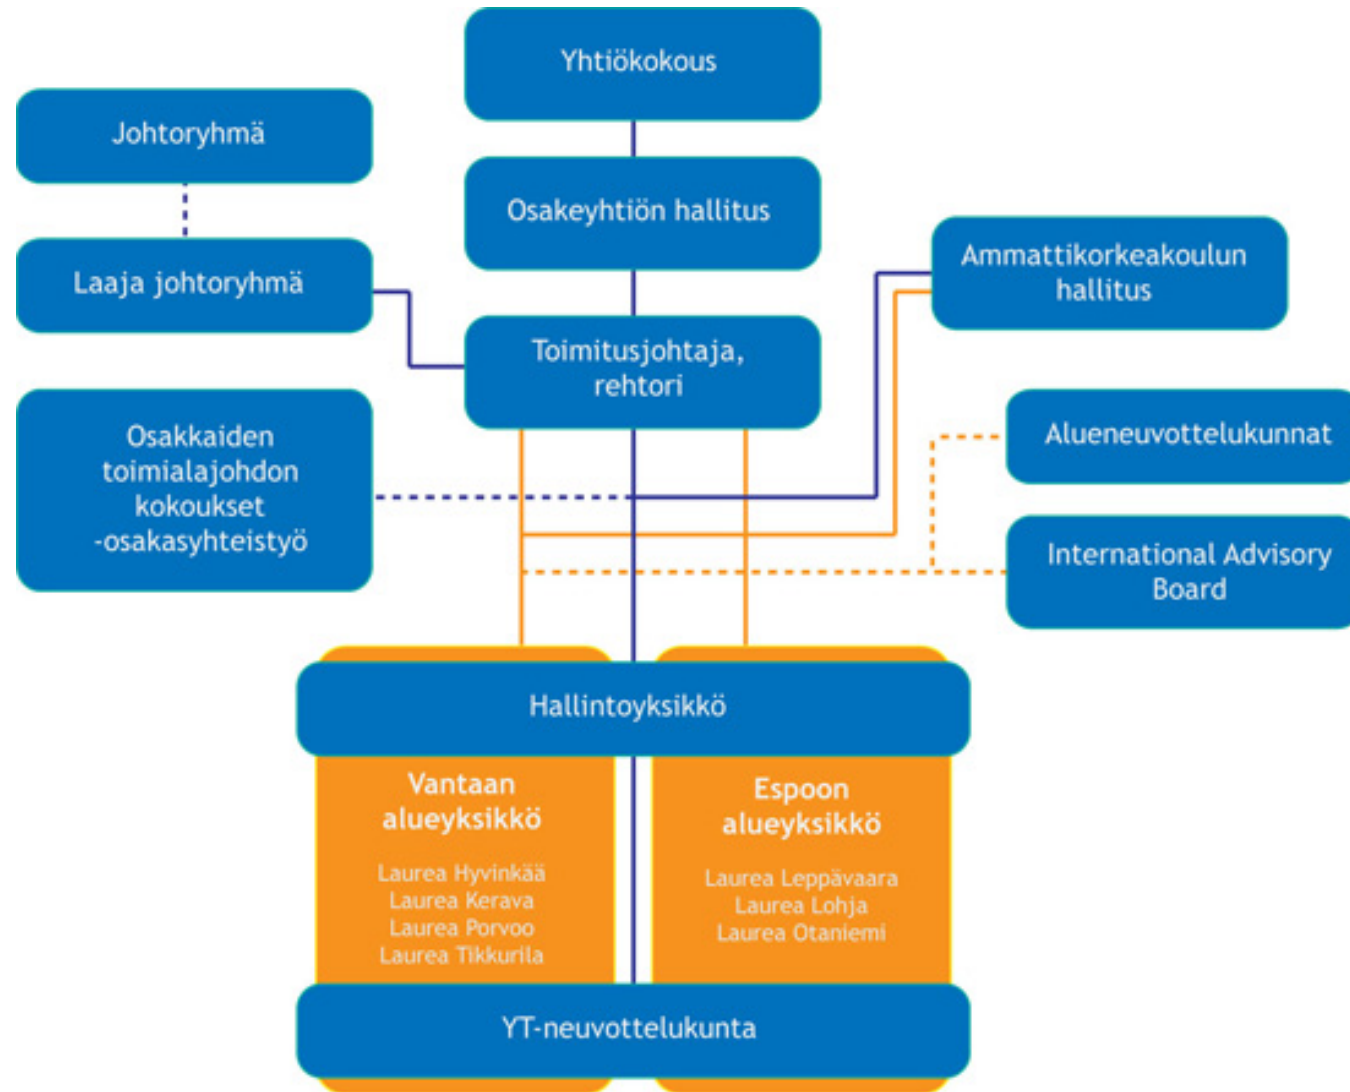 Yhtiökokous
Johtoryhmä
Osakeyhtiön hallitus
Laaja johtoryhmä
Ammattikorkeakoulun
hallitus
Toimitusjohtaja,
rehtori
Osakkaiden
toimialajohdon
kokoukset
-osakasyhteistyö
Alueneuvottelukunnat
International Advisory
Board
Hallintoyksikkö
Vantaan
alueyksikkö
Laurea Hyvinkää
Laurea Kerava
Laurea Porvoo
Laurea Tikkurila
Espoon
alueyksikkö
Laurea Leppävaara
Laurea Lohja
Laurea Otaniemi
YT-neuvottelukunta